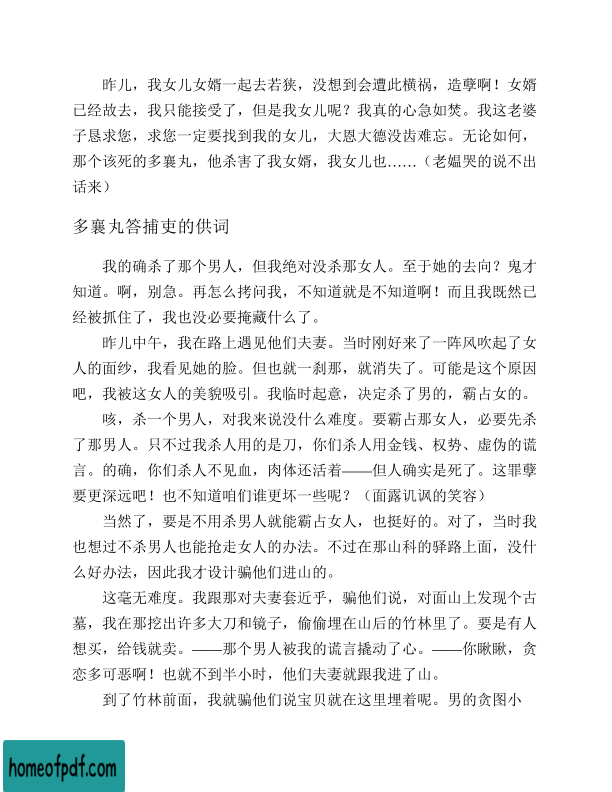 昨儿，我女儿女婿一起去若狭，没想到会遭此横祸，造孽啊！女婿
已经故去，我只能接受了，但是我女儿呢？我真的心急如焚。我这老婆
子恳求您，求您一定要找到我的女儿，大恩大德没齿难忘。无论如何，
那个该死的多襄丸，他杀害了我女婿，我女儿也……（老媪哭的说不出
话来）
多襄丸答捕吏的供词
我的确杀了那个男人，但我绝对没杀那女人。至于她的去向？鬼才
知道。啊，别急。再怎么拷问我，不知道就是不知道啊！而且我既然已
经被抓住了，我也没必要掩藏什么了。
昨儿中午，我在路上遇见他们夫妻。当时刚好来了一阵风吹起了女
人的面纱，我看见她的脸。但也就一刹那，就消失了。可能是这个原因
吧，我被这女人的美貌吸引。我临时起意，决定杀了男的，霸占女的。
咳，杀一个男人，对我来说没什么难度。要霸占那女人，必要先杀
了那男人。只不过我杀人用的是刀，你们杀人用金钱、权势、虚伪的谎
言。的确，你们杀人不见血，肉体还活着——但人确实是死了。这罪孽
要更深远吧！也不知道咱们谁更坏一些呢？（面露讥讽的笑容）
当然了，要是不用杀男人就能霸占女人，也挺好的。对了，当时我
也想过不杀男人也能抢走女人的办法。不过在那山科的驿路上面，没什
么好办法，因此我才设计骗他们进山的。
这毫无难度。我跟那对夫妻套近乎，骗他们说，对面山上发现个古
墓，我在那挖出许多大刀和镜子，偷偷埋在山后的竹林里了。要是有人
想买，给钱就卖。——那个男人被我的谎言撬动了心。——你瞅瞅，贪
恋多可恶啊！也就不到半小时，他们夫妻就跟我进了山。
到了竹林前面，我就骗他们说宝贝就在这里埋着呢。男的贪图小
homeofpdf.com